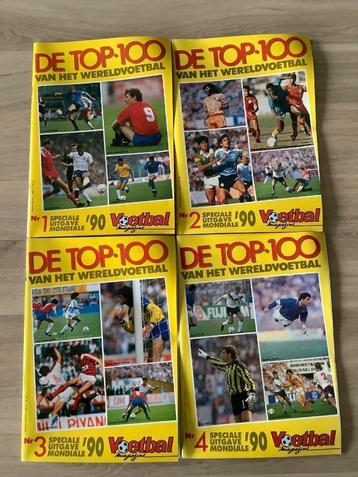 DE TOP-100
VAN HET WERELDVOETBAL
Nr 1 SPECIALE UITGAVE MONDIALE '90 Voetbal magazine
DE TOP-100
VAN HET WERELDVOETBAL
Nr 2 SPECIALE UITGAVE MONDIALE '90 Voetbal magazine
DE TOP-100
VAN HET WERELDVOETBAL
Nr 3 SPECIALE UITGAVE MONDIALE '90 Voetbal magazine
DE TOP-100
VAN HET WERELDVOETBAL
Nr 4 SPECIALE UITGAVE MONDIALE '90 Voetbal magazine
9